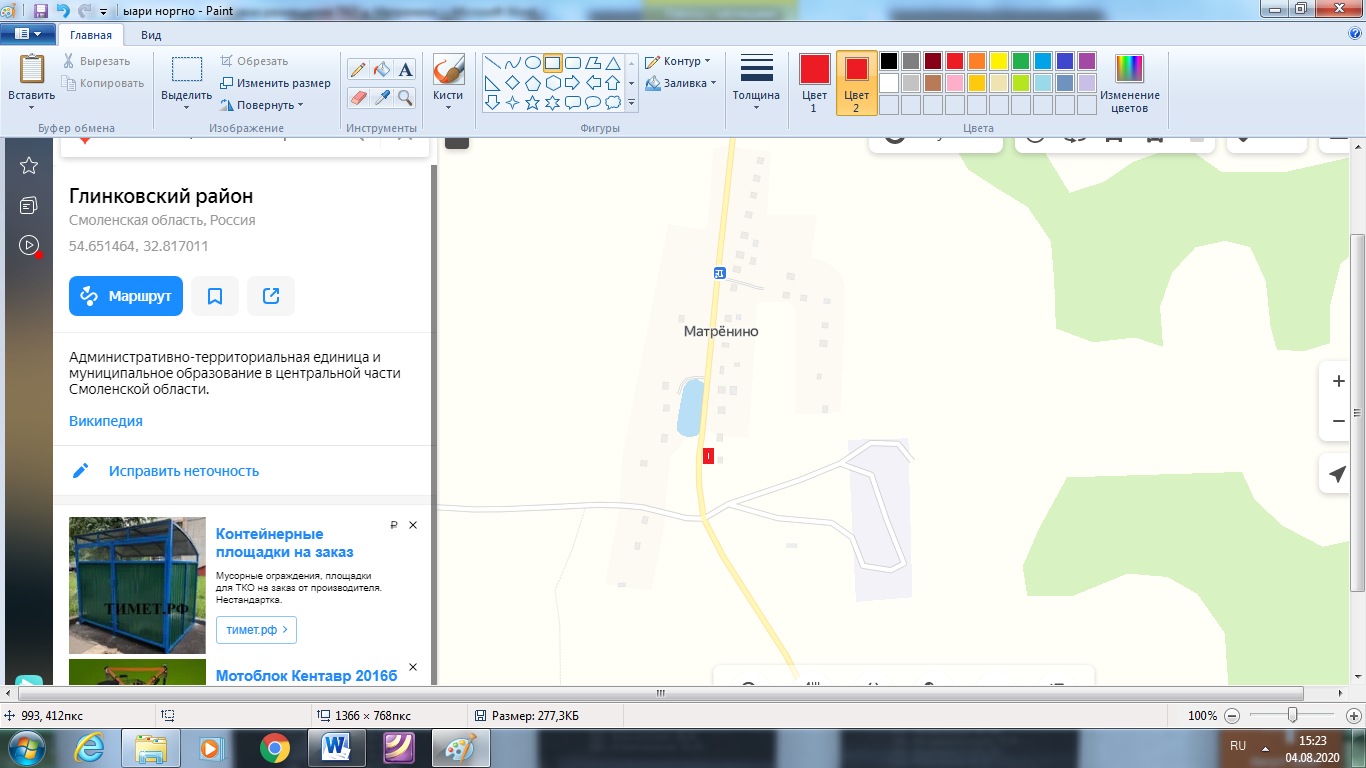 ыари норгно - Paint
Главная
Вид
Вставить
Вырезать
Копировать
Буфер обмена
Выделить
Обрезать
Изменить размер
Повернуть
Изображение
Инструменты
Кисти
Фигуры
Контур
Заливка
Толщина
Цвет 1
Цвет 2
Изменение цветов
Цвета
Глинковский район
Смоленская область, Россия
54.651464, 32.817011
Маршрут
Административно-территориальная единица и
муниципальное образование в центральной части
Смоленской области.
Википедия
Исправить неточность
Контейнерные
площадки на заказ
Мусорные ограждения, площадки
для ТКО на заказ от производителя.
Нестандартка.
тимет.рф
ТИМЕТ.РФ
Мотоблок Кентавр 2016б
Матрёнино
993, 412пкс
1366 × 768пкс
Размер: 277,3КБ
100%
RU
15:23
04.08.2020